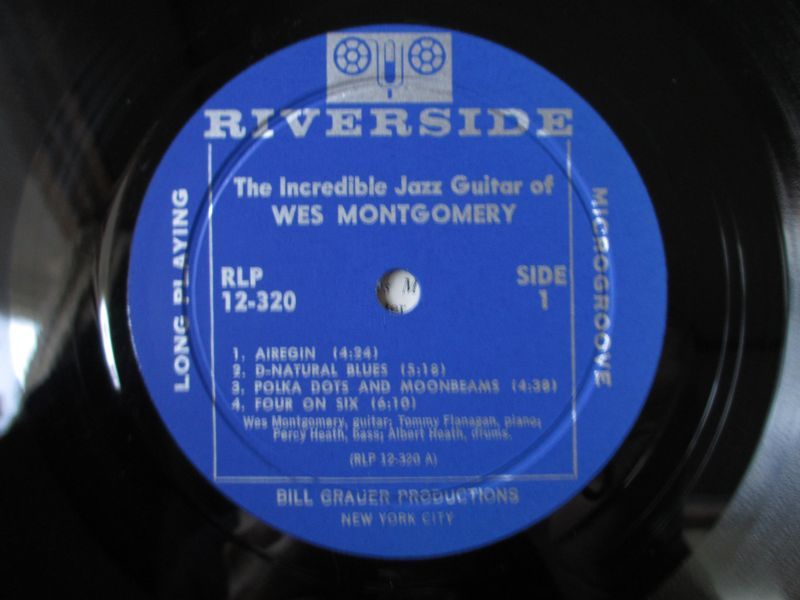 RIVERSIDE
The Incredible Jazz Guitar of
WES MONTGOMERY
LONG PLAYING
MICROGROOVE
RLP
12-320
SIDE
1
1. AIREGIN (4:24)
2. D-NATURAL BLUES (5:18)
3. POLKA DOTS AND MOONBEAMS (4:38)
4. FOUR ON SIX (6:10)
Wes Montgomery, guitar; Tommy Flanagan, piano;
Percy Heath, bass; Albert Heath, drums.
(RLP 12-320 A)
BILL GRAUER PRODUCTIONS
NEW YORK CITY